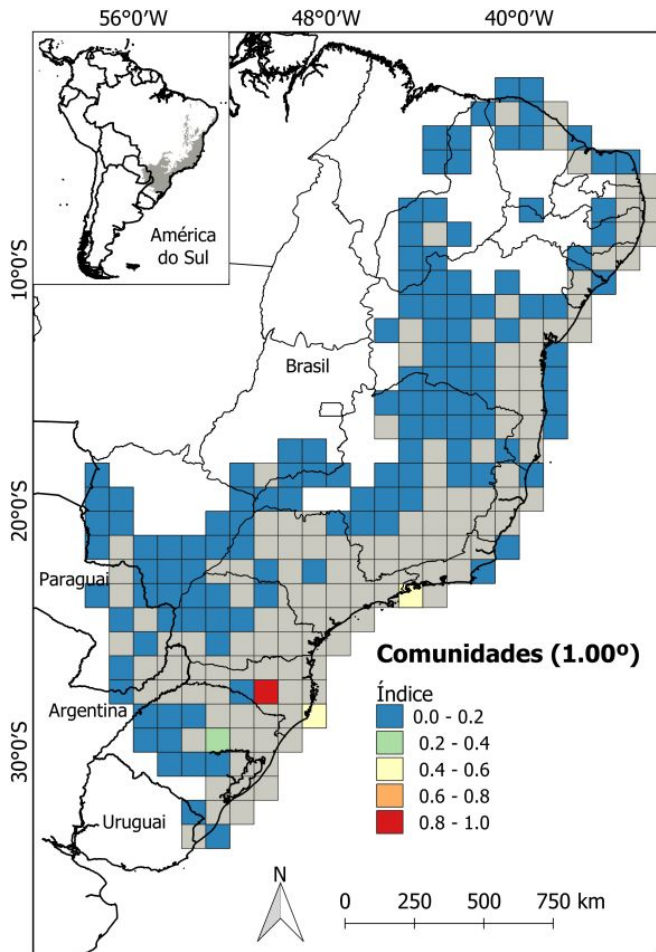 56°0'W
48°0'W
40°0'W
América
do Sul
10°0'S
Brasil
20°0'S
Paraguai
Comunidades (1.00º)
Índice
0.0 - 0.2
Argentina
0.2 - 0.4
0.4 - 0.6
30°0'S
0.6 - 0.8
Uruguai
0.8 - 1.0
N
0 250 500 750 km